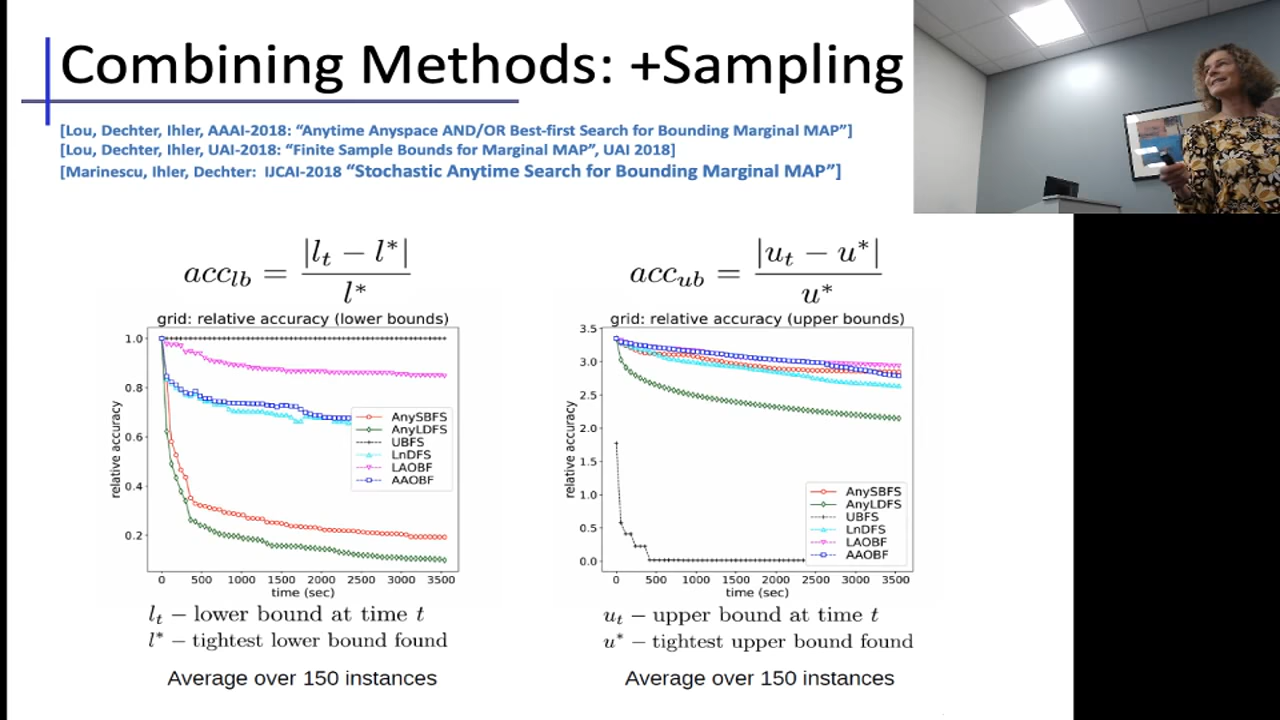 Combining Methods: +Sampling
[Lou, Dechter, Ihler, AAAI-2018: “Anytime Anyspace AND/OR Best-first Search for Bounding Marginal MAP”]
[Lou, Dechter, Ihler, UAI-2018: “Finite Sample Bounds for Marginal MAP”, UAI 2018]
[Marinescu, Ihler, Dechter: IJCAI-2018 “Stochastic Anytime Search for Bounding Marginal MAP”]
acc_lb = |l_t − l*| / l*
grid: relative accuracy (lower bounds)
1.0
0.8
0.6
0.4
0.2
relative accuracy
AnySBFS
AnyLDFS
UBFS
LnDFS
LAOBF
AAOBF
0 500 1000 1500 2000 2500 3000 3500
time (sec)
l_t − lower bound at time t
l* − tightest lower bound found
Average over 150 instances
acc_ub = |u_t − u*| / u*
grid: relative accuracy (upper bounds)
3.5
3.0
2.5
2.0
1.5
1.0
0.5
0.0
relative accuracy
AnySBFS
AnyLDFS
UBFS
LnDFS
LAOBF
AAOBF
0 500 1000 1500 2000 2500 3000 3500
time (sec)
u_t − upper bound at time t
u* − tightest upper bound found
Average over 150 instances